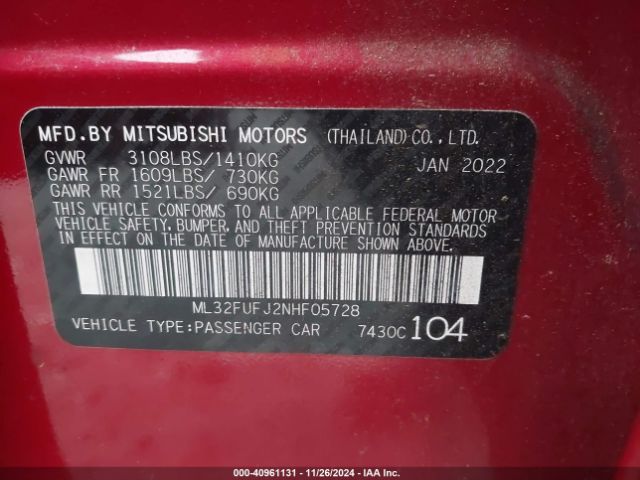 MFD.BY MITSUBISHI MOTORS (THAILAND)CO.,LTD.
GVWR 3108LBS/1410KG JAN 2022
GAWR FR 1609LBS/ 730KG
GAWR RR 1521LBS/ 690KG
THIS VEHICLE CONFORMS TO ALL APPLICABLE FEDERAL MOTOR
VEHICLE SAFETY, BUMPER, AND THEFT PREVENTION STANDARDS
IN EFFECT ON THE DATE OF MANUFACTURE SHOWN ABOVE.
ML32FUFJ2NHF05728
VEHICLE TYPE:PASSENGER CAR 7430C 104
000-40961131 - 11/26/2024 - IAA Inc.